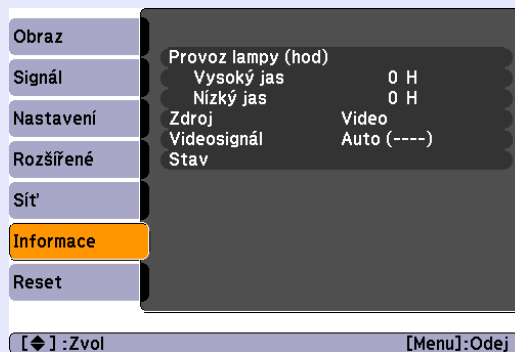 Obraz
Signál
Nastavení
Rozšířené
Síť
Informace
Reset
Provoz lampy (hod)
Vysoký jas 0 H
Nízký jas 0 H
Zdroj Video
Videosignál Auto (----)
Stav
[◆] :Zvol [Menu]:Odej